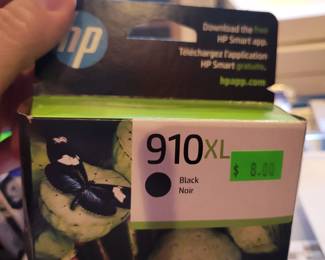 hp
Download the free
HP Smart app.
Téléchargez l'application
HP Smart gratuite.
hpapp.com
910XL
Black
Noir
$ 8.00